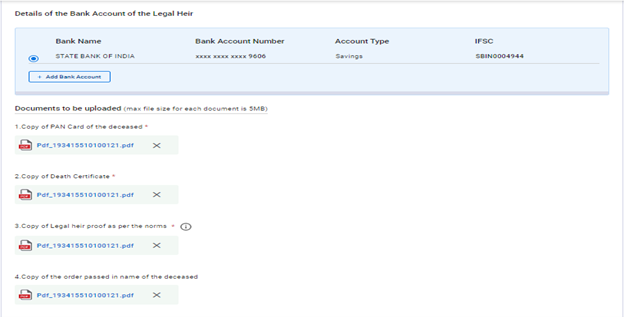 Details of the Bank Account of the Legal Heir
Bank Name Bank Account Number Account Type IFSC
STATE BANK OF INDIA xxxx xxxx xxxx 9606 Savings SBIN0004944
+ Add Bank Account
Documents to be uploaded (max file size for each document is 5MB)
1.Copy of PAN Card of the deceased *
Pdf_193415510100121.pdf
2.Copy of Death Certificate *
Pdf_193415510100121.pdf
3.Copy of Legal heir proof as per the norms *
Pdf_193415510100121.pdf
4.Copy of the order passed in name of the deceased
Pdf_193415510100121.pdf